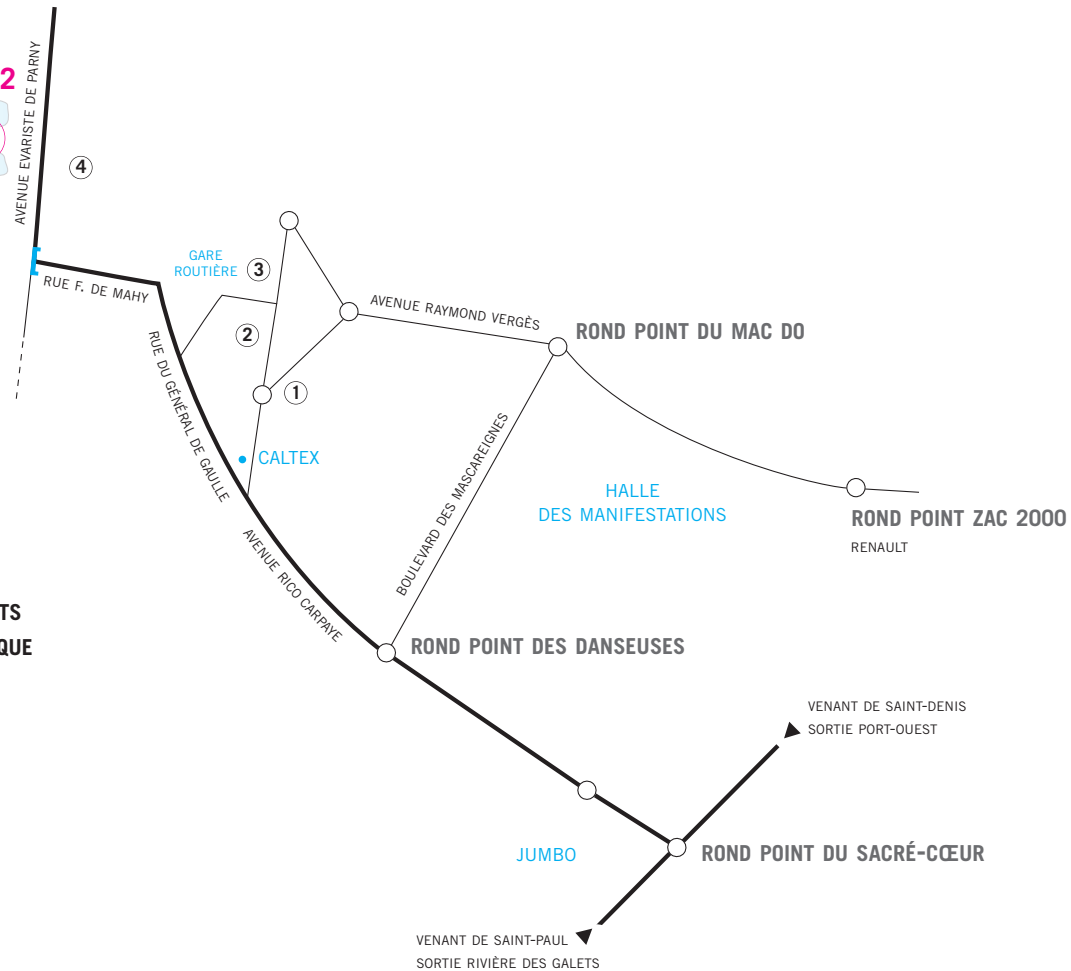 2
AVENUE EVARISTE DE PARNY
4
GARE
ROUTIÈRE
3
RUE F. DE MAHY
AVENUE RAYMOND VERGÈS
ROND POINT DU MAC DO
2
RUE DU GÉNÉRAL DE GAULLE
1
CALTEX
BOULEVARD DES MASCAREIGNES
HALLE
DES MANIFESTATIONS
ROND POINT ZAC 2000
RENAULT
AVENUE RICO CARPAYE
TS
QUE
ROND POINT DES DANSEUSES
VENANT DE SAINT-DENIS
SORTIE PORT-OUEST
JUMBO
ROND POINT DU SACRÉ-CŒUR
VENANT DE SAINT-PAUL
SORTIE RIVIÈRE DES GALETS